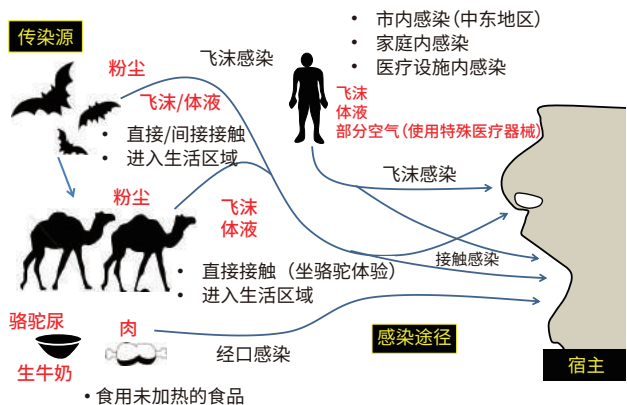 传染源
粉尘
飞沫感染
飞沫/体液
• 直接/间接接触
• 进入生活区域
• 市内感染（中东地区）
• 家庭内感染
• 医疗设施内感染
飞沫
体液
部分空气（使用特殊医疗器械）
飞沫感染
粉尘
飞沫
体液
接触感染
• 直接接触（坐骆驼体验）
• 进入生活区域
骆驼尿
肉
生牛奶
经口感染
感染途径
宿主
• 食用未加热的食品